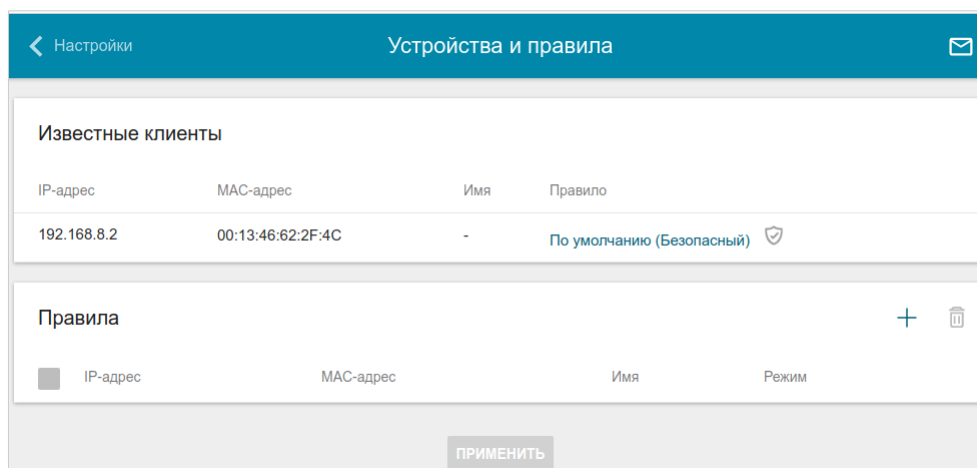 Настройки Устройства и правила
Известные клиенты
IP-адрес MAC-адрес Имя Правило
192.168.8.2 00:13:46:62:2F:4C - По умолчанию (Безопасный)
Правила
IP-адрес MAC-адрес Имя Режим
ПРИМЕНИТЬ